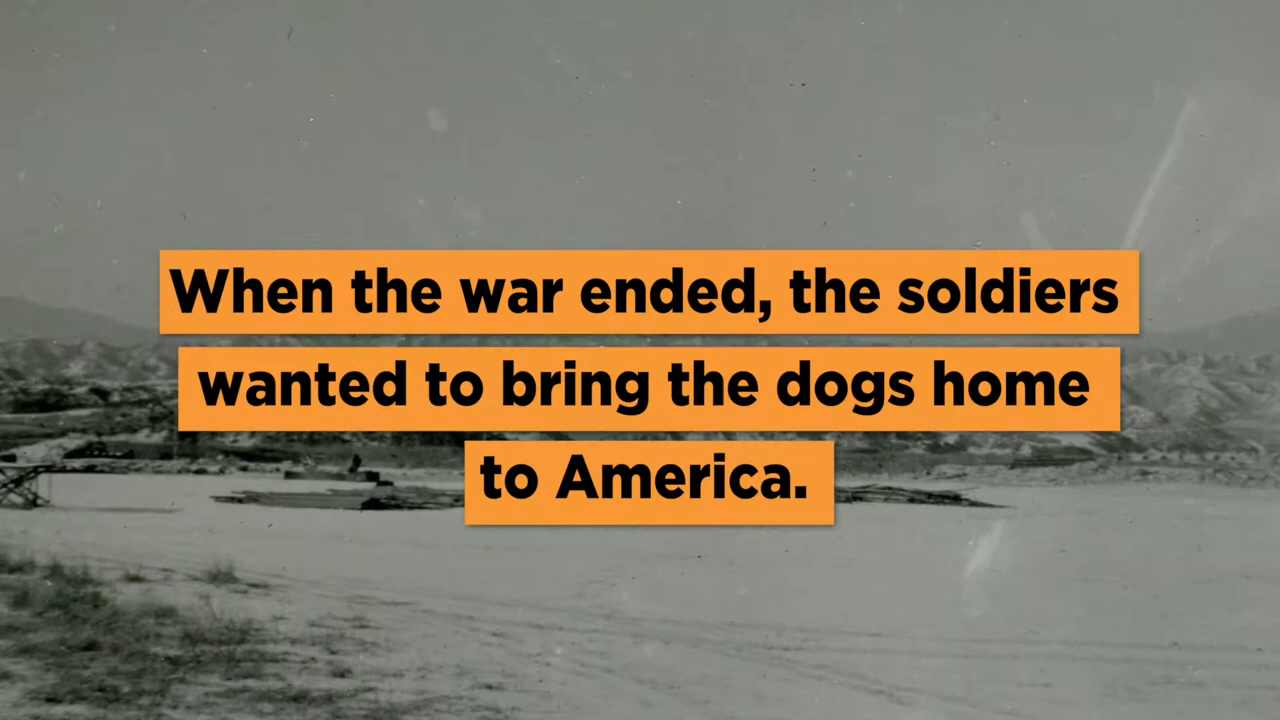 When the war ended, the soldiers
wanted to bring the dogs home
to America.